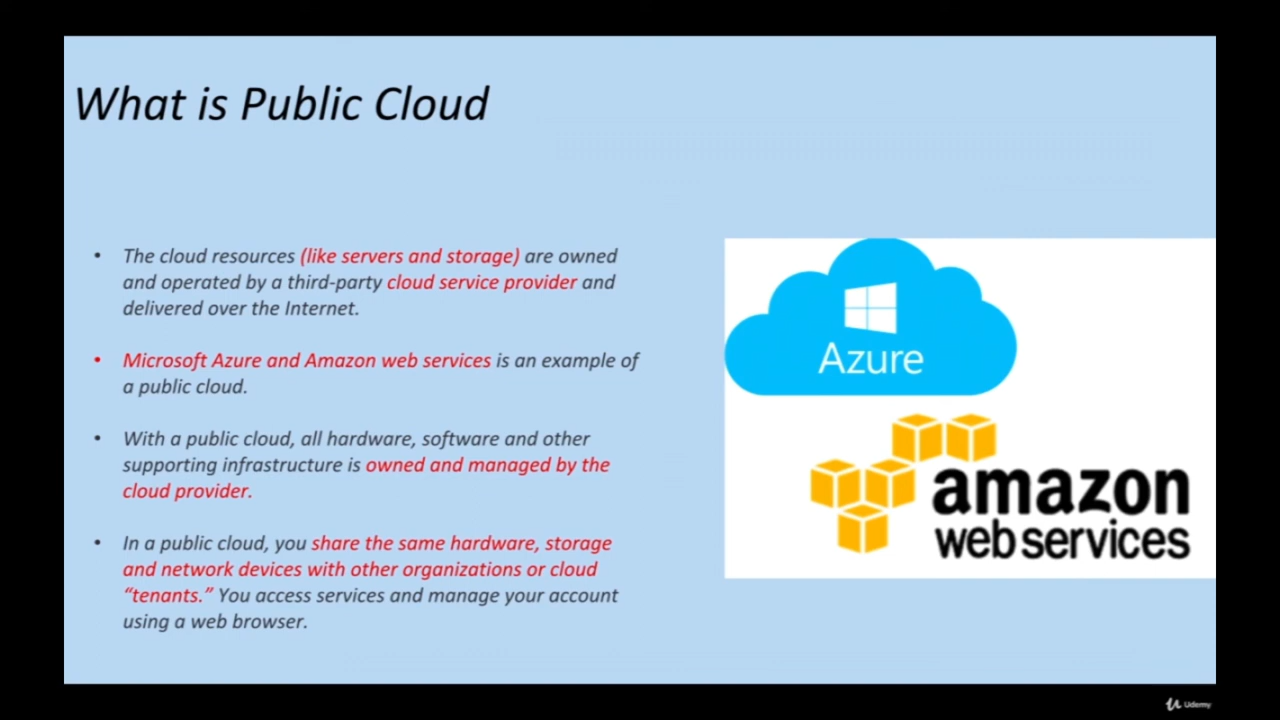 What is Public Cloud
• The cloud resources (like servers and storage) are owned
and operated by a third-party cloud service provider and
delivered over the Internet.
• Microsoft Azure and Amazon web services is an example of
a public cloud.
• With a public cloud, all hardware, software and other
supporting infrastructure is owned and managed by the
cloud provider.
• In a public cloud, you share the same hardware, storage
and network devices with other organizations or cloud
“tenants.” You access services and manage your account
using a web browser.
Azure
amazon
web services
Udemy